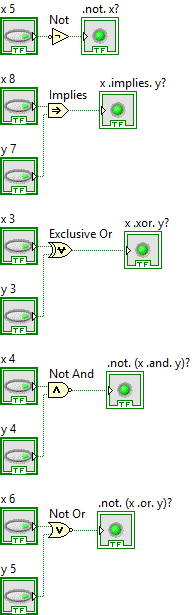 x 5
Not
.not. x?
TF
TF
x 8
Implies
x .implies. y?
TF
TF
y 7
TF
x 3
Exclusive Or
x .xor. y?
TF
TF
y 3
TF
x 4
Not And
.not. (x .and. y)?
TF
TF
y 4
TF
x 6
Not Or
.not. (x .or. y)?
TF
TF
y 5
TF